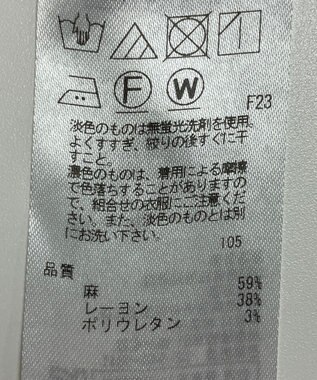 F W
F23
淡色のものは無蛍光洗剤を使用、
よくすすぎ、絞りの後すぐに干
すこと。
濃色のものは、着用による摩擦
で色落ちすることがありますの
で、組合せの衣服にご注意くだ
さい。また、淡色のものとは別
にお洗い下さい。
105
品質
麻 59%
レーヨン 38%
ポリウレタン 3%